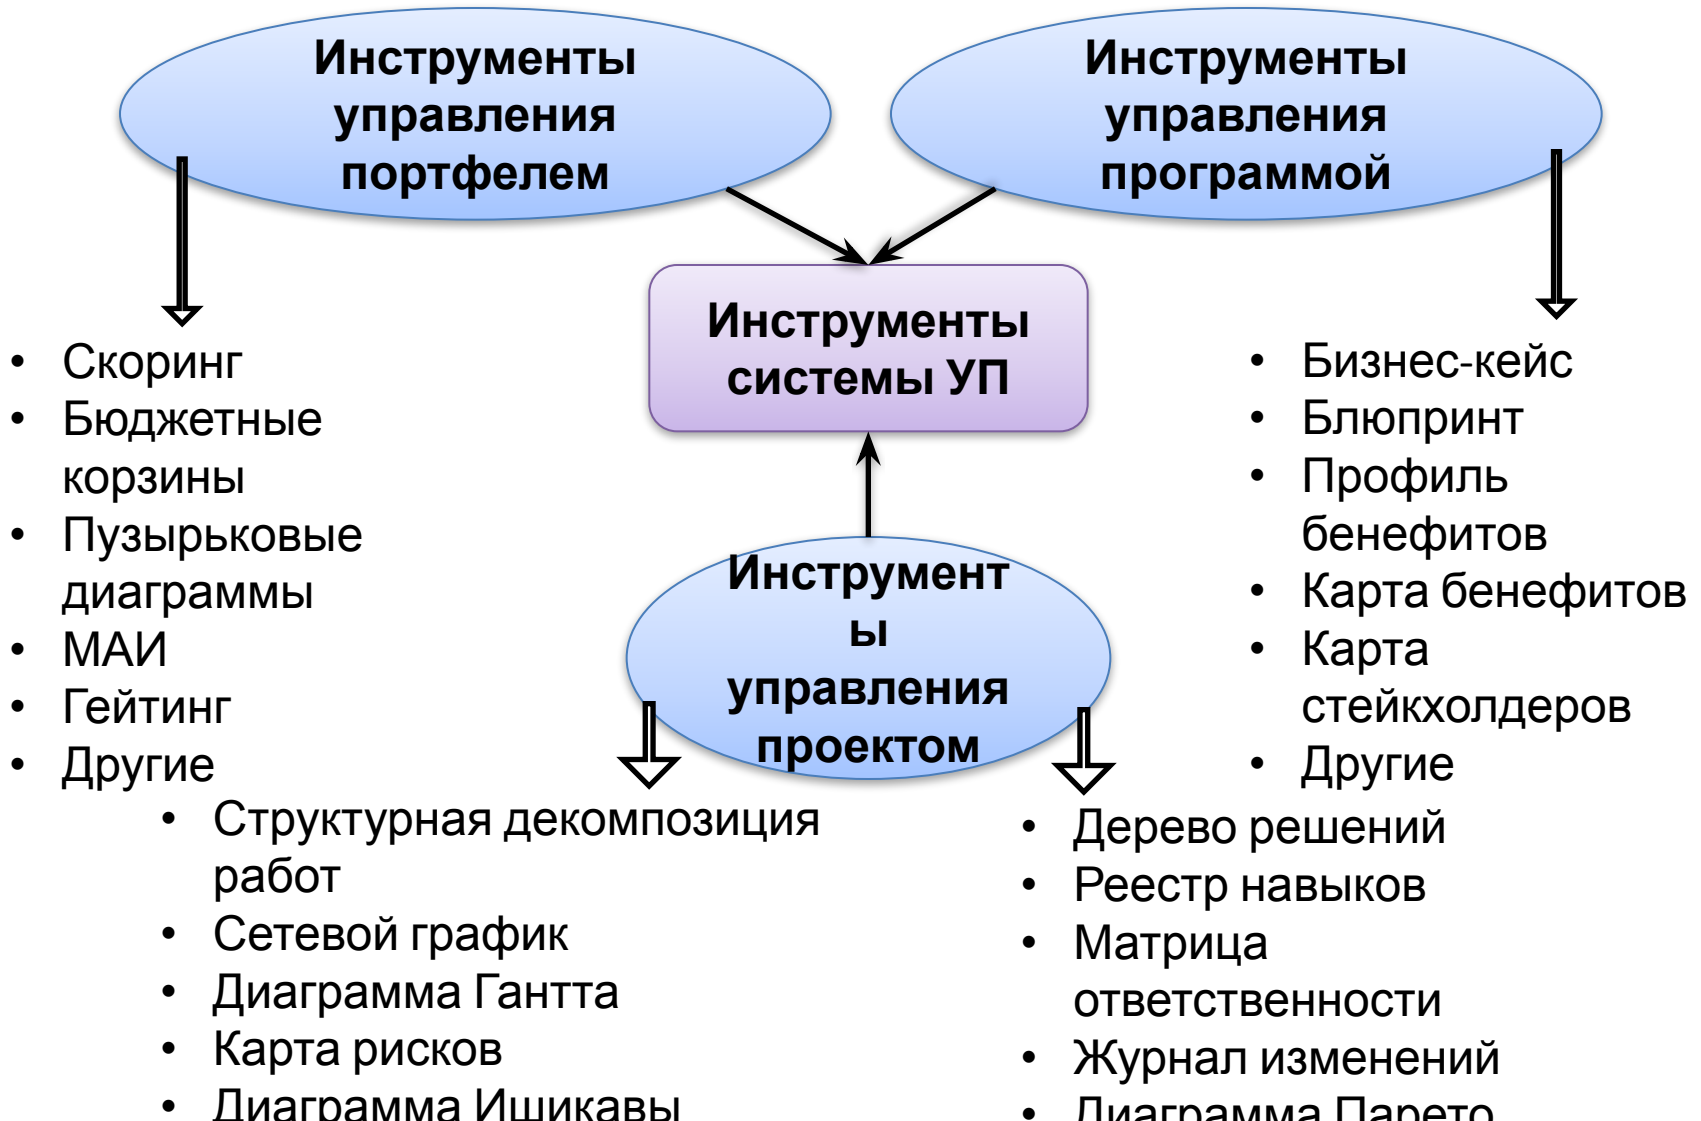 Инструменты
управления
портфелем
Инструменты
управления
программой
Инструменты
системы УП
• Скоринг
• Бюджетные
корзины
• Пузырьковые
диаграммы
• МАИ
• Гейтинг
• Другие
• Бизнес-кейс
• Блюпринт
• Профиль
бенефитов
• Карта бенефитов
• Карта
стейкхолдеров
• Другие
Инструмент
ы
управления
проектом
• Структурная декомпозиция
работ
• Сетевой график
• Диаграмма Гантта
• Карта рисков
• Диаграмма Ишикавы
• Дерево решений
• Реестр навыков
• Матрица
ответственности
• Журнал изменений
• Диаграмма Парето